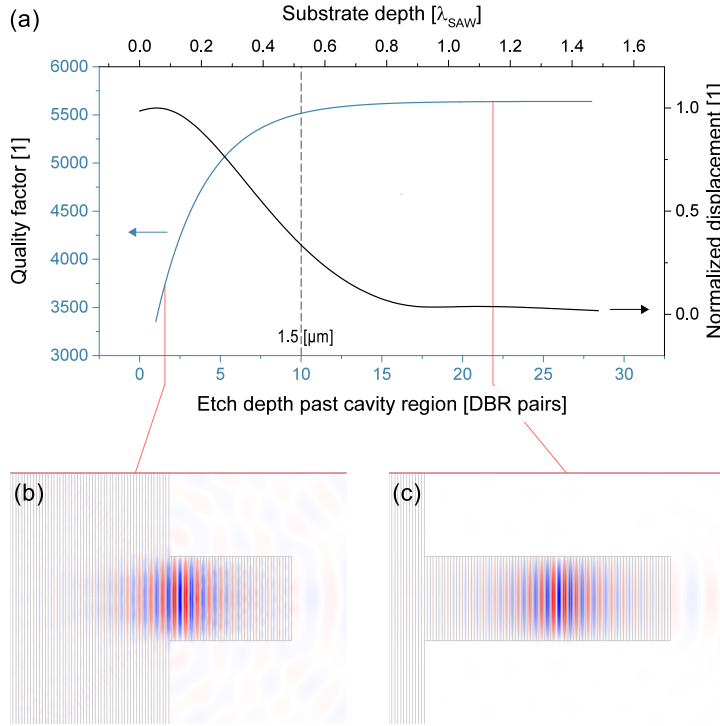 (a)
Substrate depth [λSAW]
0.0 0.2 0.4 0.6 0.8 1.0 1.2 1.4 1.6
Quality factor [1]
6000
5500
5000
4500
4000
3500
3000
1.0
0.5
0.0
Normalized displacement [1]
1.5 [µm]
0 5 10 15 20 25 30
Etch depth past cavity region [DBR pairs]
(b)
(c)